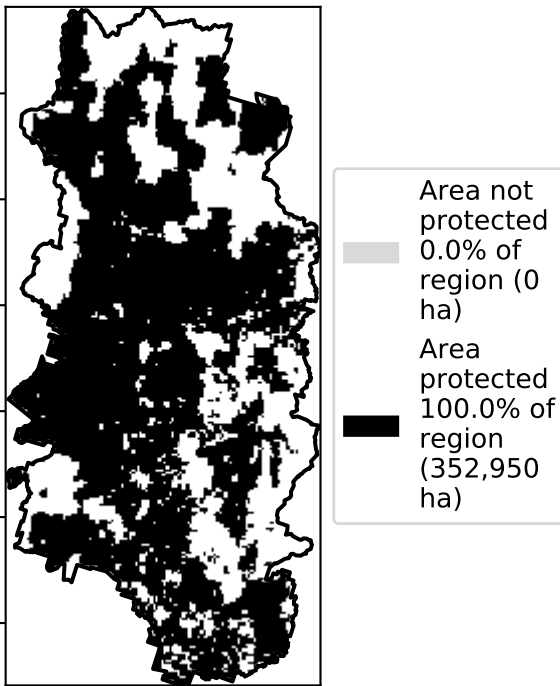 Area not
protected
0.0% of
region (0
ha)
Area
protected
100.0% of
region
(352,950
ha)